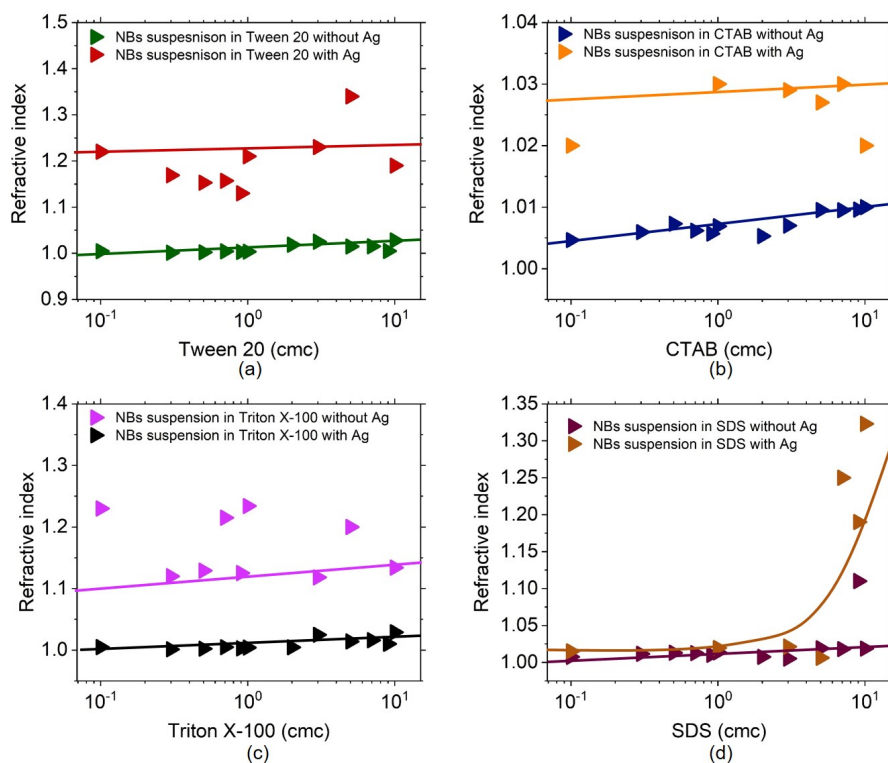 NBs suspesnison in Tween 20 without Ag
NBs suspesnison in Tween 20 with Ag
1.5
1.4
1.3
1.2
1.1
1.0
0.9
Refractive index
10⁻¹
10⁰
10¹
Tween 20 (cmc)
(a)
NBs suspesnison in CTAB without Ag
NBs suspesnison in CTAB with Ag
1.04
1.03
1.02
1.01
1.00
Refractive index
10⁻¹
10⁰
10¹
CTAB (cmc)
(b)
NBs suspension in Triton X-100 without Ag
NBs suspension in Triton X-100 with Ag
1.4
1.3
1.2
1.1
1.0
Refractive index
10⁻¹
10⁰
10¹
Triton X-100 (cmc)
(c)
NBs suspension in SDS without Ag
NBs suspension in SDS with Ag
1.35
1.30
1.25
1.20
1.15
1.10
1.05
1.00
Refractive index
10⁻¹
10⁰
10¹
SDS (cmc)
(d)